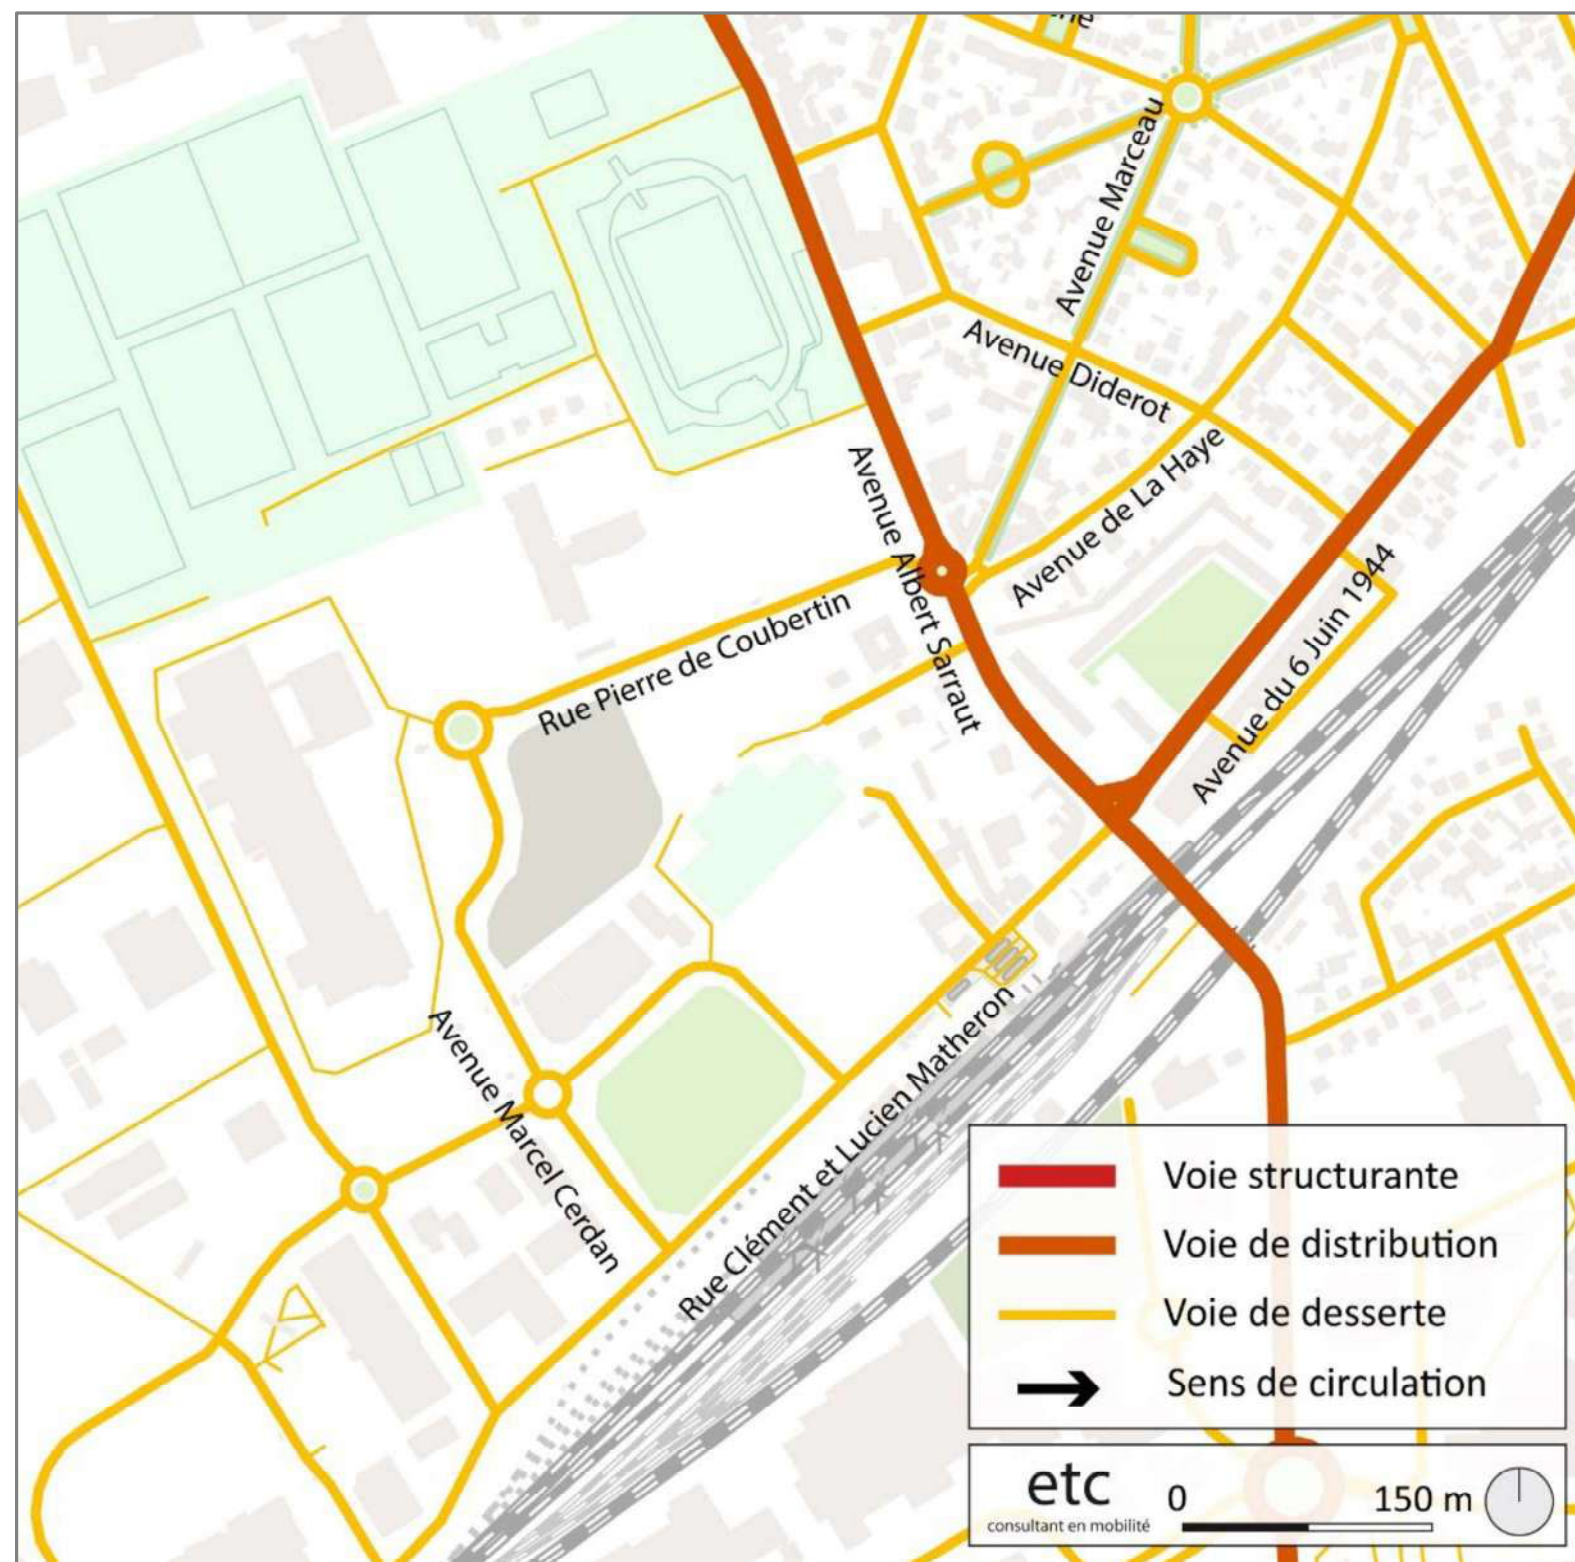 Avenue Marceau
Avenue Diderot
Avenue de La Haye
Avenue Albert Sarraut
Rue Pierre de Coubertin
Avenue du 6 Juin 1944
Avenue Marcel Cerdan
Rue Clément et Lucien Matheron
Voie structurante
Voie de distribution
Voie de desserte
Sens de circulation
etc
consultant en mobilité
0 150 m